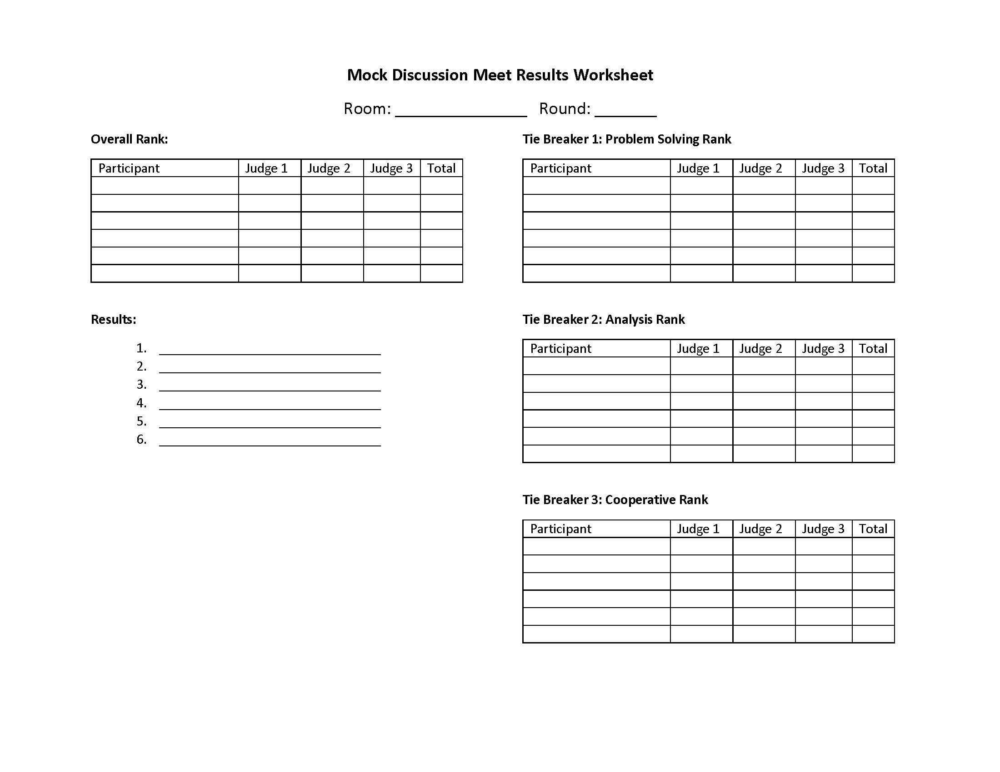 Mock Discussion Meet Results Worksheet
Room: ________________ Round: _______
Overall Rank:
Participant Judge 1 Judge 2 Judge 3 Total
Results:
1. ______________________________
2. ______________________________
3. ______________________________
4. ______________________________
5. ______________________________
6. ______________________________
Tie Breaker 1: Problem Solving Rank
Participant Judge 1 Judge 2 Judge 3 Total
Tie Breaker 2: Analysis Rank
Participant Judge 1 Judge 2 Judge 3 Total
Tie Breaker 3: Cooperative Rank
Participant Judge 1 Judge 2 Judge 3 Total